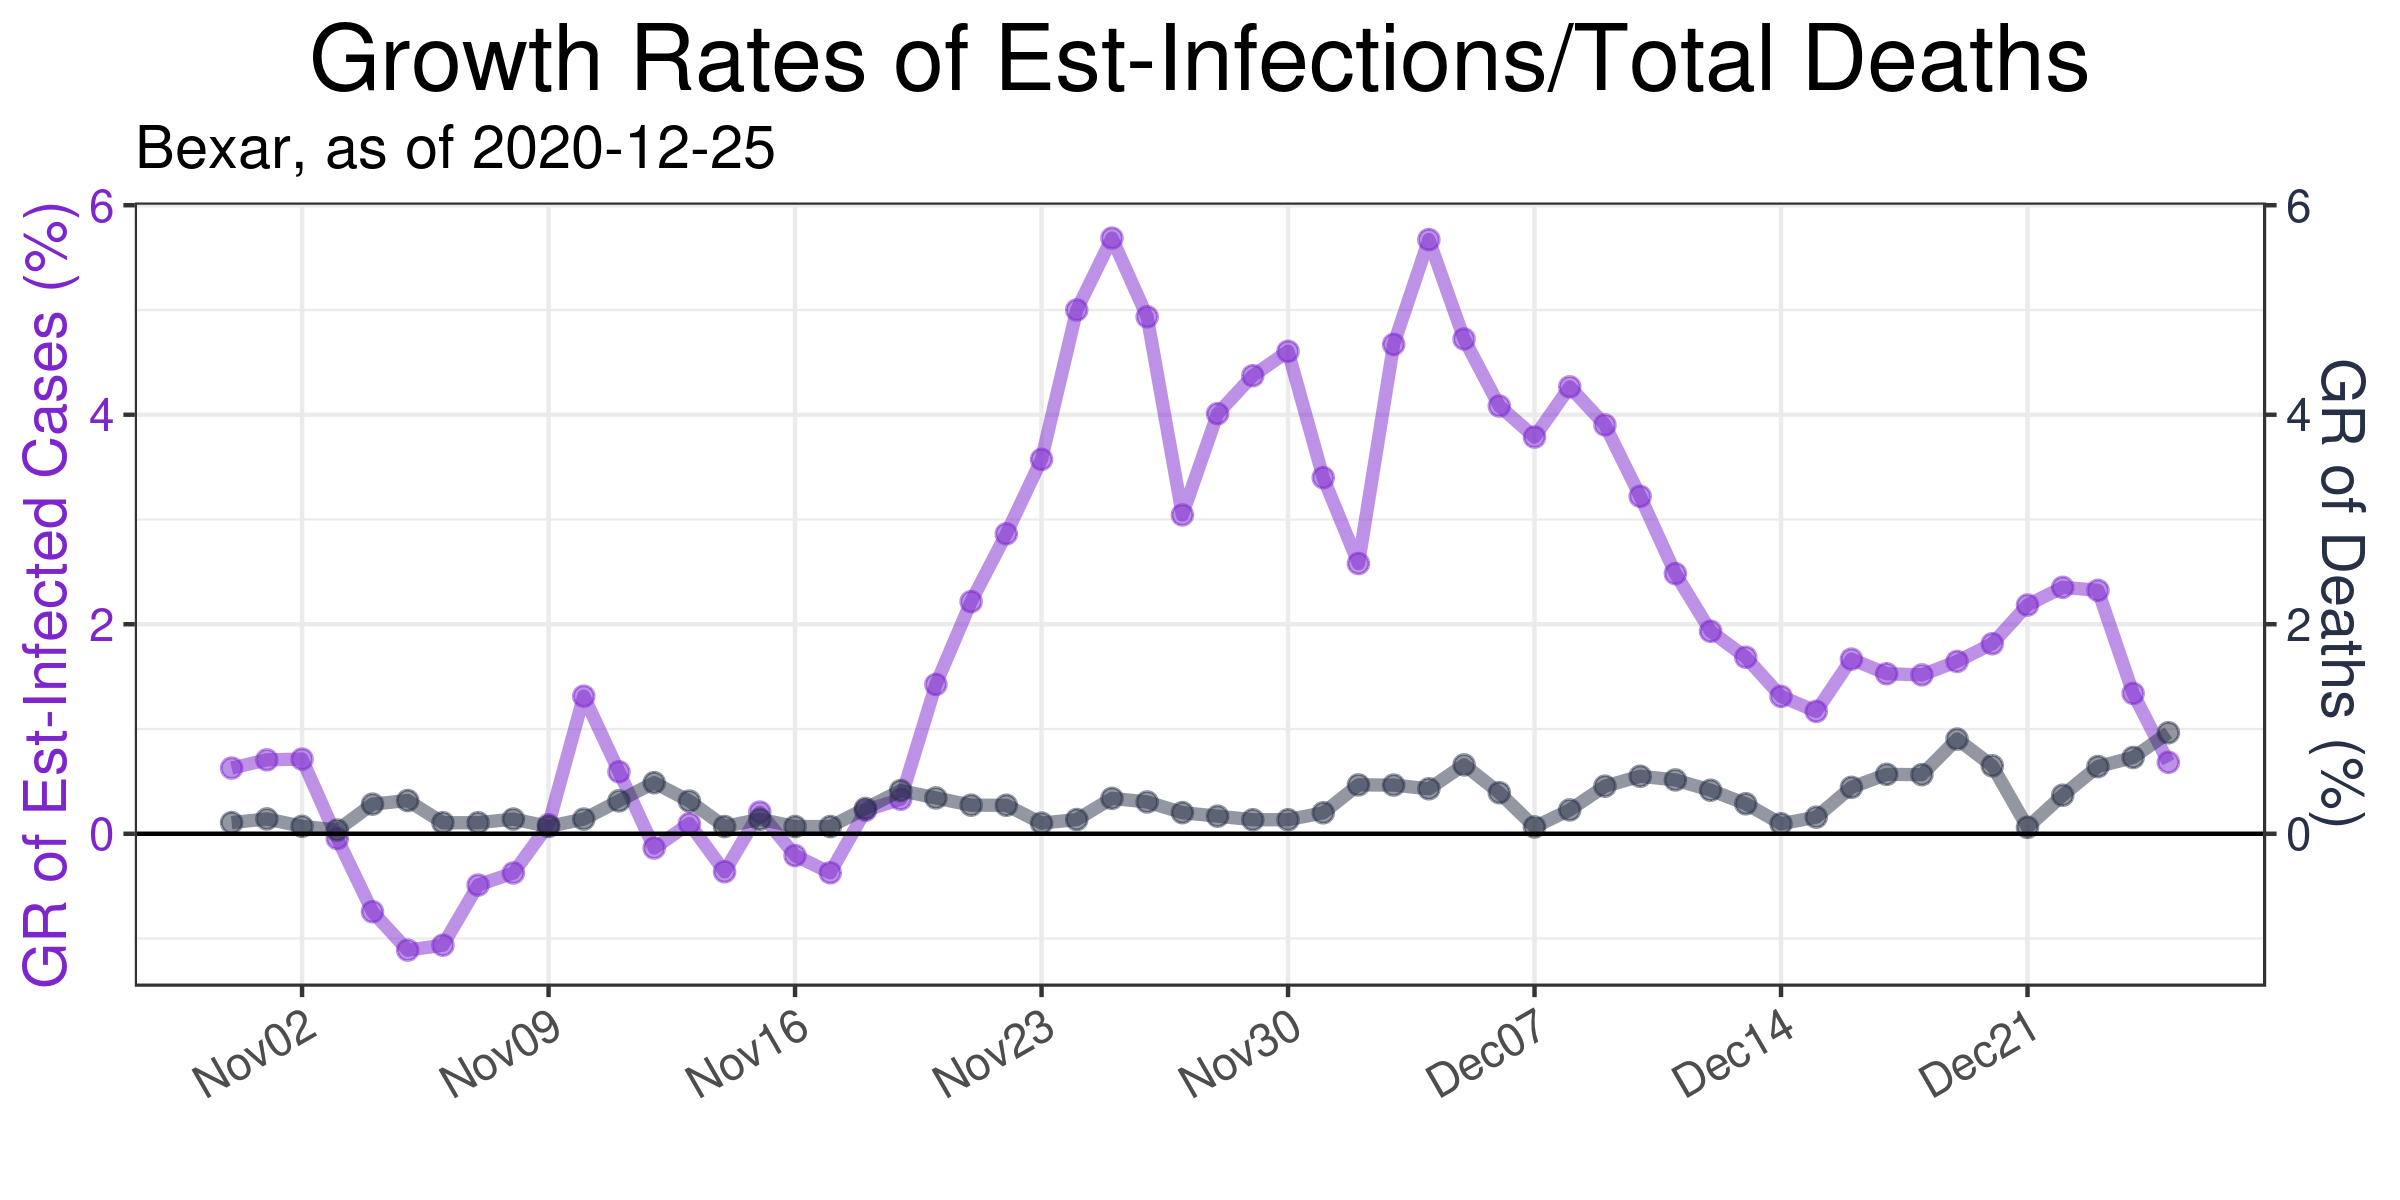 Growth Rates of Est-Infections/Total Deaths
Bexar, as of 2020-12-25
GR of Est-Infected Cases (%)
6
4
2
0
6
4
2
0
GR of Deaths (%)
Nov02 Nov09 Nov16 Nov23 Nov30 Dec07 Dec14 Dec21